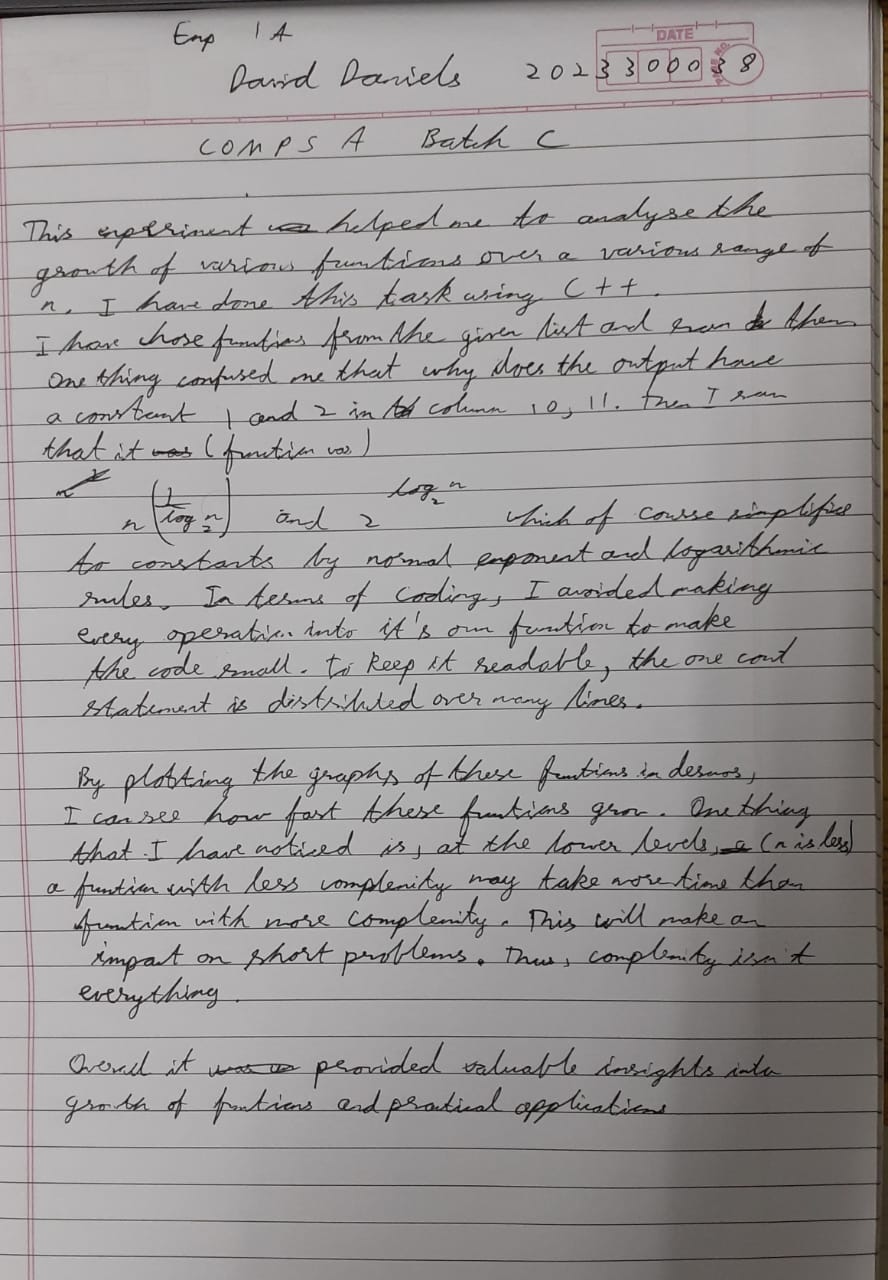 Exp 1A
DATE
David Daniels 2023300038
PAGE NO.
COMPS A Batch C
This experiment helped me to analyse the
growth of various funtions over a various range of
n. I have done this task using C++.
I have chose funtions from the given list and ran them
One thing confused me that why does the output have
a constant 1 and 2 in column 10, 11. Then I saw
that it (function was)
n^(1/log₂n) and 2^log₂n which of course simplifies
to constants by normal exponent and logarithmic
rules. In terms of coding, I avoided making
every operation into it's own funtion to make
the code small. To keep it readable, the one cout
statement is distributed over many lines.
By plotting the graphs of these funtions in desmos,
I can see how fast these funtions grow. One thing
that I have noticed is, at the lower levels, (n is less)
a funtion with less complexity may take more time than
funtion with more complexity. This will make an
impact on short problems. Thus, complexity isn't
everything.
Overall it provided valuable insights into
growth of funtions and practical applications